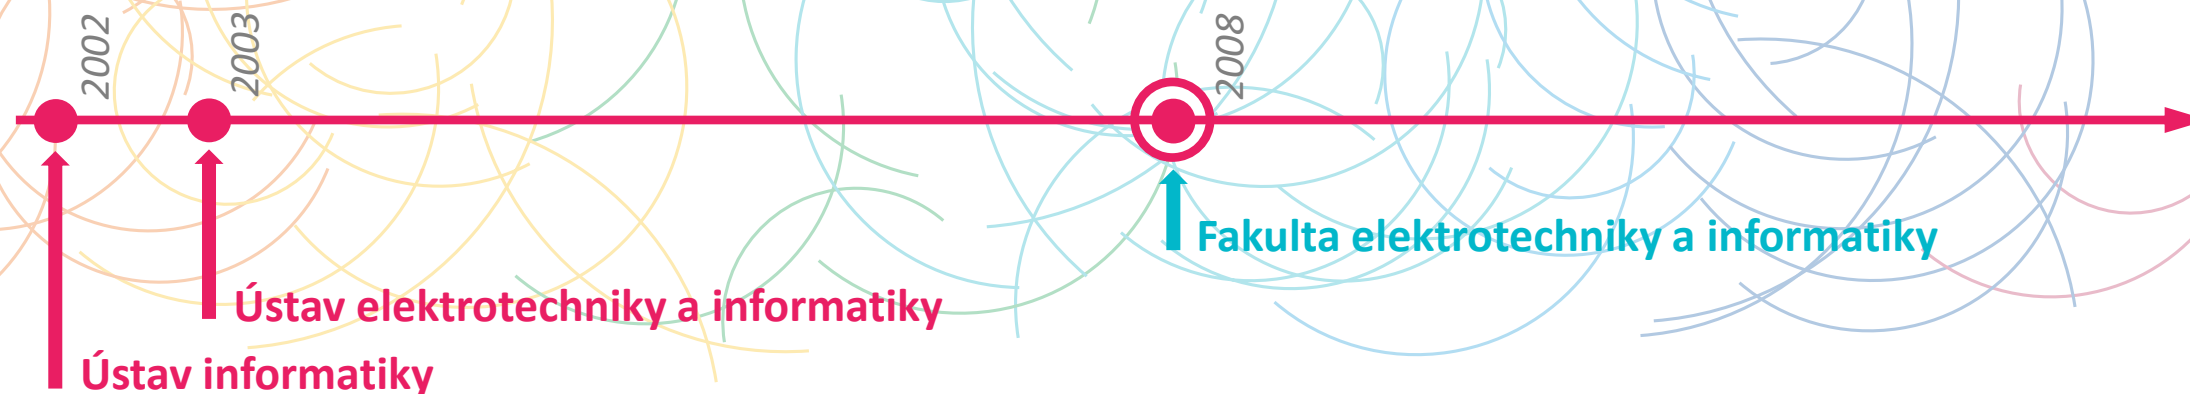 2002
2003
2008
Fakulta elektrotechniky a informatiky
Ústav elektrotechniky a informatiky
Ústav informatiky